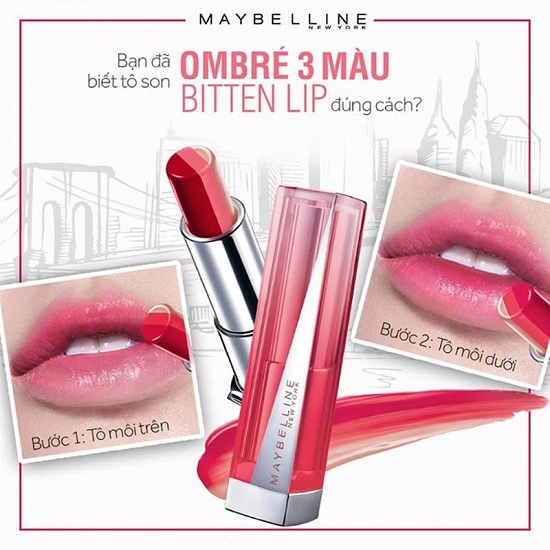 MAYBELLINE
NEW YORK
Bạn đã
biết tô son
OMBRÉ 3 MÀU
BITTEN LIP
đúng cách?
Bước 2: Tô môi dưới
Bước 1: Tô môi trên
MAYBELLINE
NEW YORK